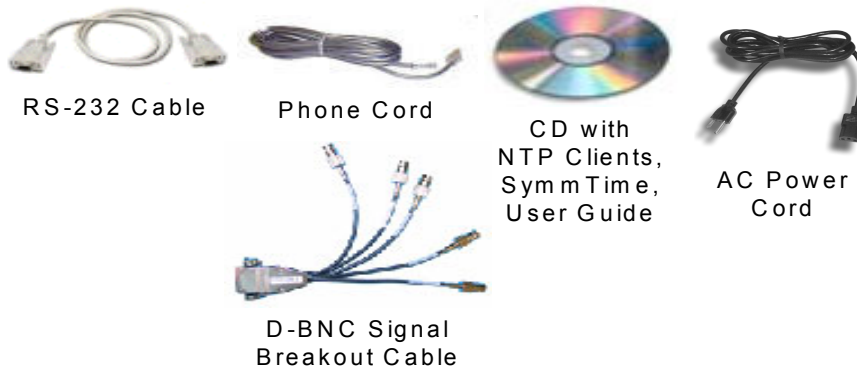 RS-232 Cable
Phone Cord
CD with
NTP Clients,
SymmTime,
User Guide
AC Power
Cord
D-BNC Signal
Breakout Cable